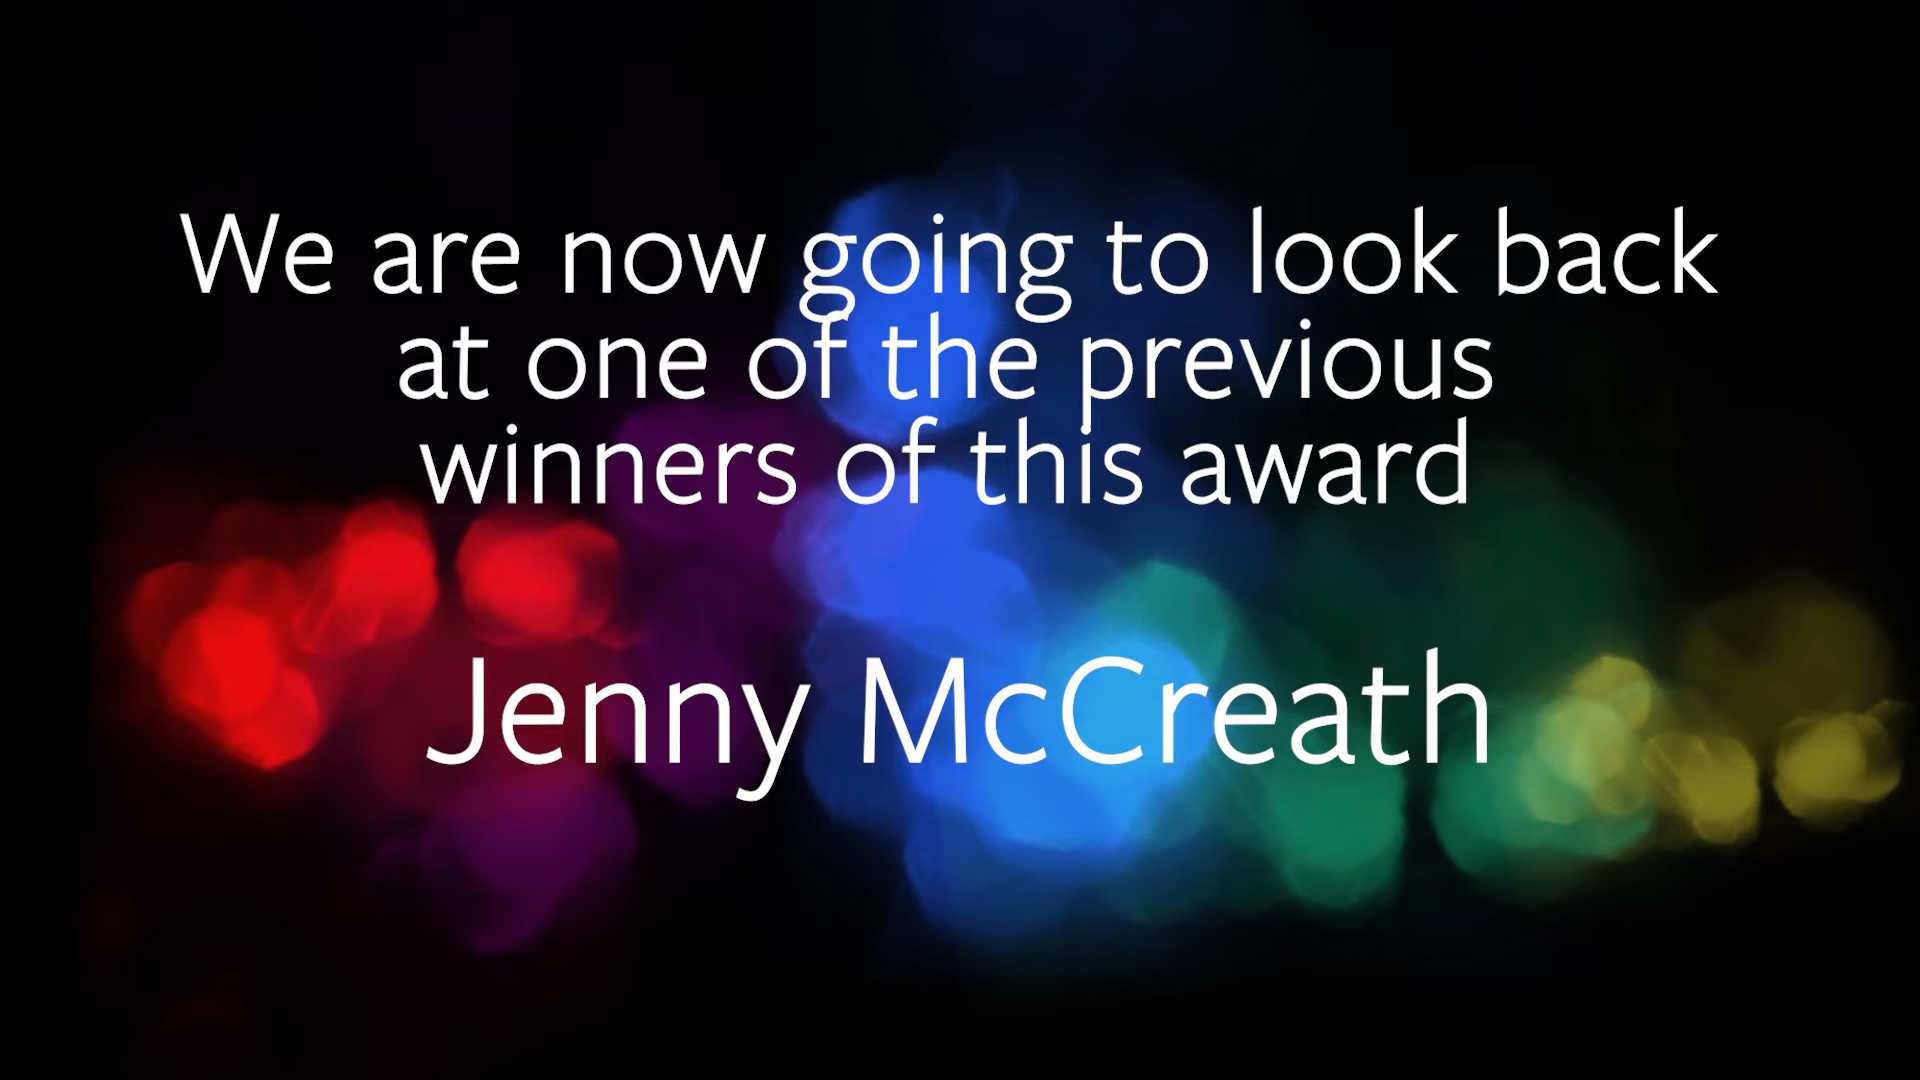 We are now going to look back
at one of the previous
winners of this award
Jenny McCreath